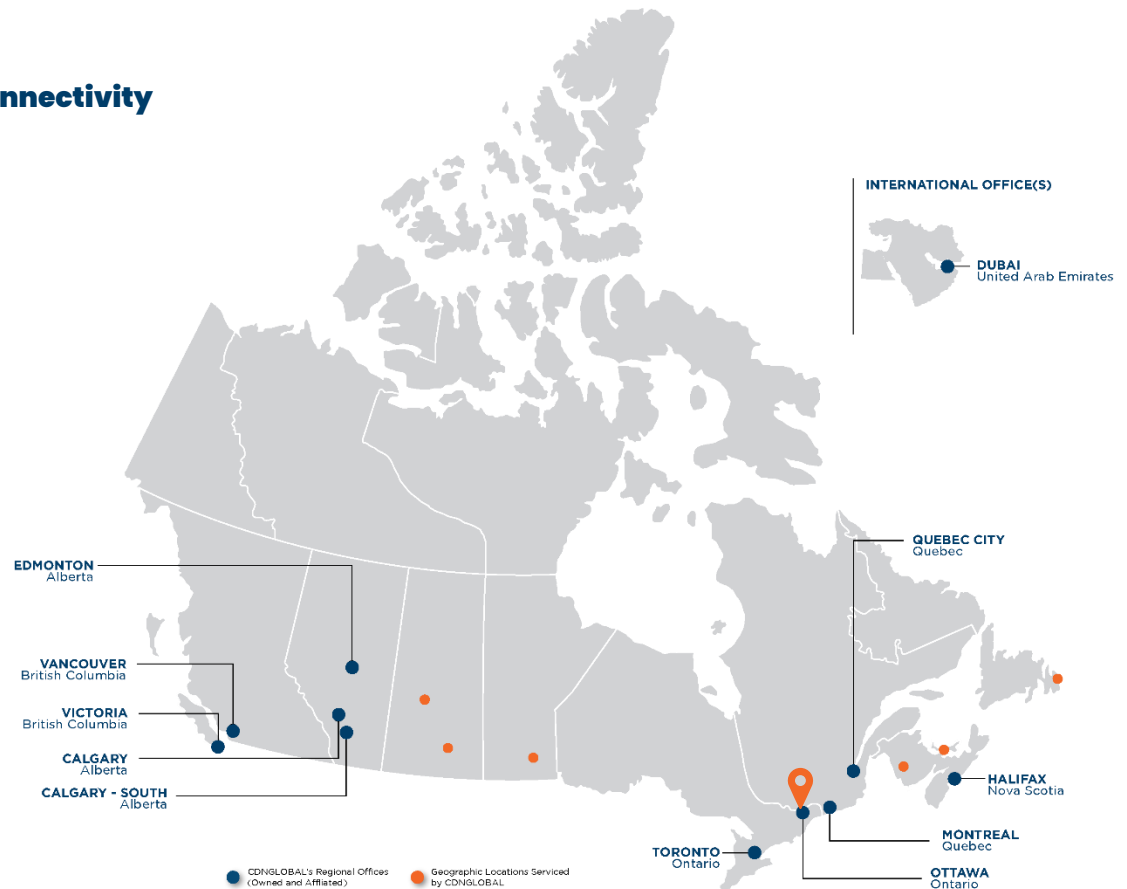 nnectivity
INTERNATIONAL OFFICE(S)
DUBAI
United Arab Emirates
QUEBEC CITY
Quebec
EDMONTON
Alberta
VANCOUVER
British Columbia
VICTORIA
British Columbia
CALGARY
Alberta
CALGARY - SOUTH
Alberta
HALIFAX
Nova Scotia
MONTREAL
Quebec
TORONTO
Ontario
OTTAWA
Ontario
CDNGLOBAL's Regional Offices
(Owned and Affliated)
Geographic Locations Serviced
by CDNGLOBAL